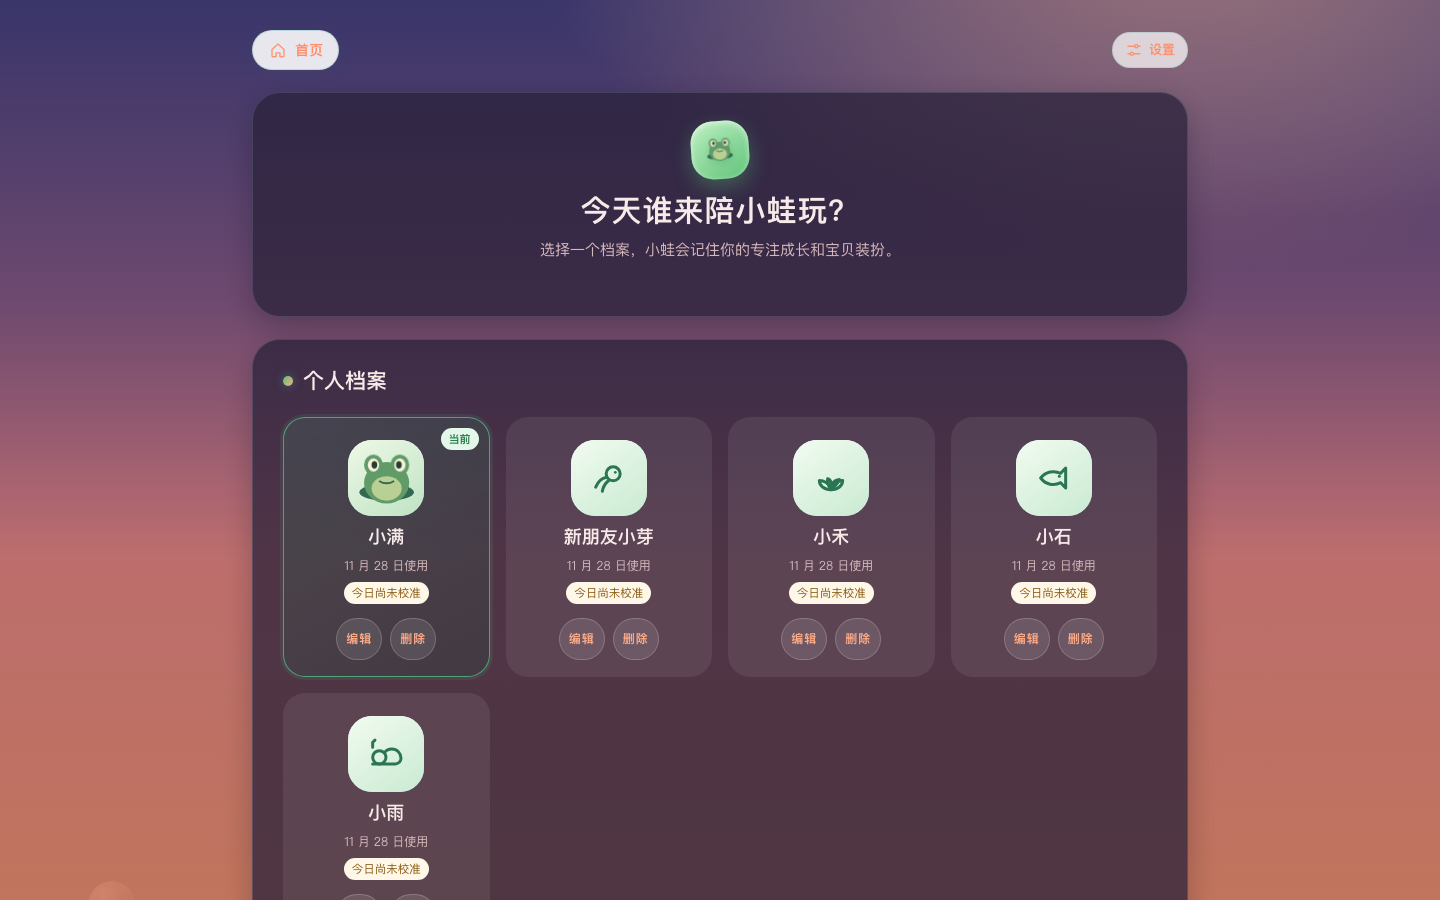 首页
设置
今天谁来陪小蛙玩?
选择一个档案，小蛙会记住你的专注成长和宝贝装扮。
个人档案
当前
小满
11 月 28 日使用
今日尚未校准
编辑 删除
新朋友小芽
11 月 28 日使用
今日尚未校准
编辑 删除
小禾
11 月 28 日使用
今日尚未校准
编辑 删除
小石
11 月 28 日使用
今日尚未校准
编辑 删除
小雨
11 月 28 日使用
今日尚未校准